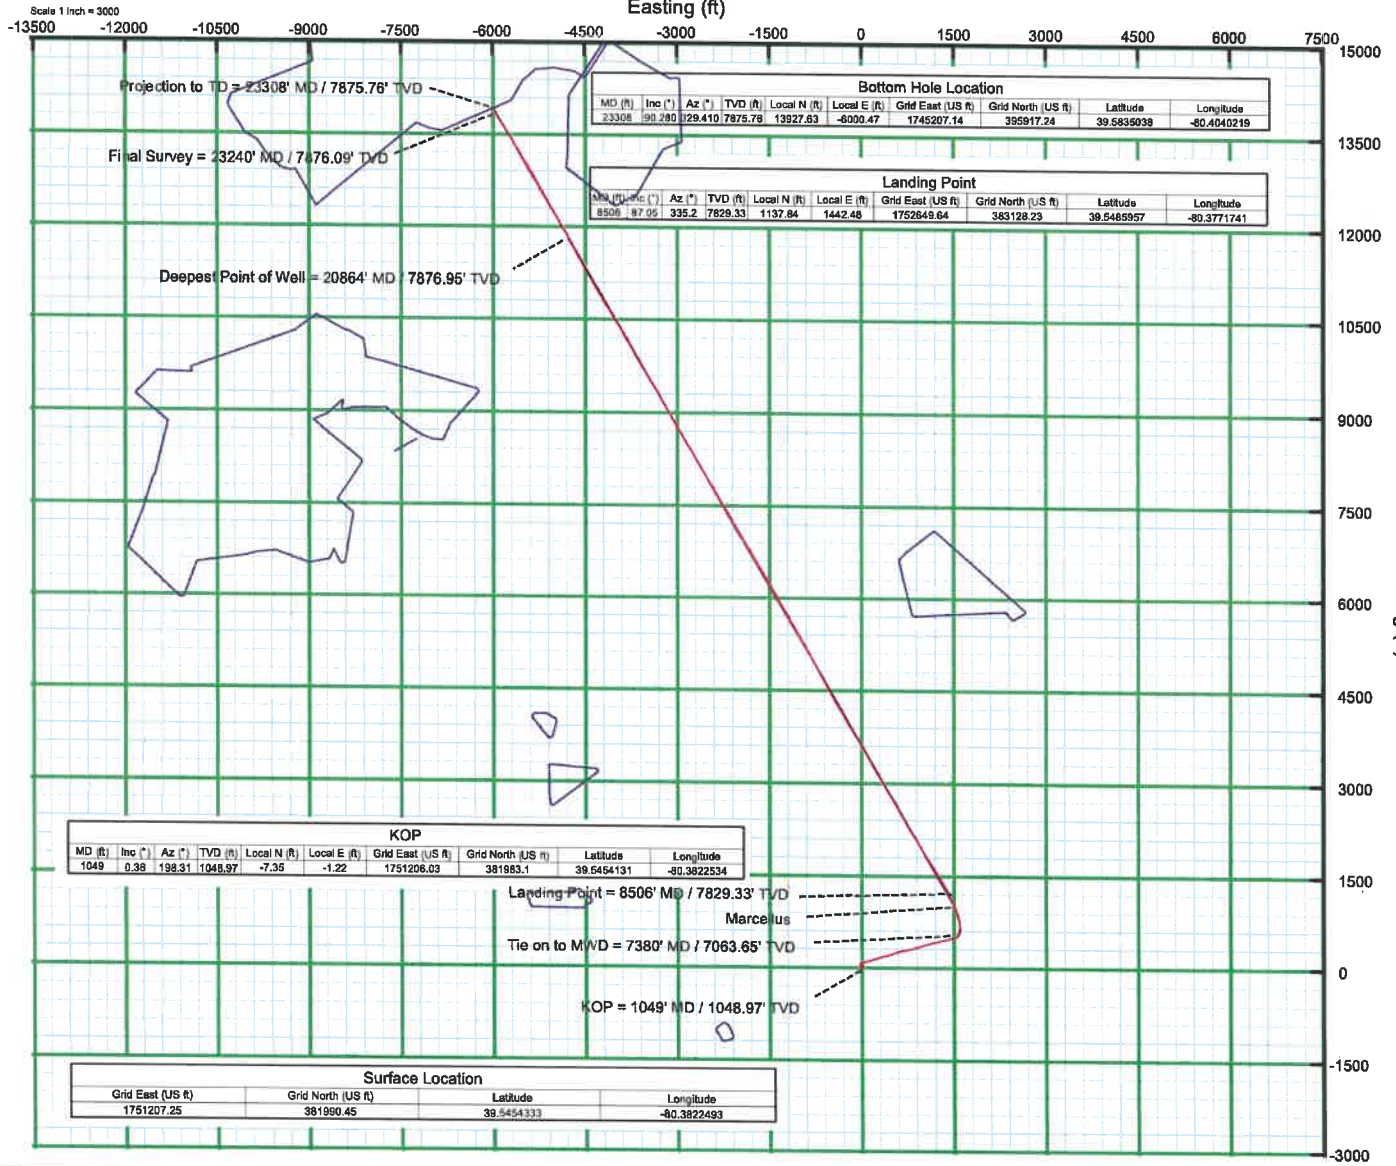 Easting (ft)
Scale 1 Inch = 3000
-13500 -12000 -10500 -9000 -7500 -6000 -4500 -3000 -1500 0 1500 3000 4500 6000 7500
15000
Projection to TD = 23308' MD / 7875.76' TVD
Bottom Hole Location
MD (ft) Inc (°) Az (°) TVD (ft) Local N (ft) Local E (ft) Grid East (US ft) Grid North (US ft) Latitude Longitude
23308 90.280 329.410 7875.76 13927.63 -6000.47 1745207.14 395917.24 39.5835038 -80.4040219
13500
Final Survey = 23240' MD / 7876.09' TVD
Landing Point
MD (ft) Inc (°) Az (°) TVD (ft) Local N (ft) Local E (ft) Grid East (US ft) Grid North (US ft) Latitude Longitude
8506 87.05 335.2 7829.33 1137.84 1442.48 1752649.64 383128.23 39.5485957 -80.3771741
12000
Deepest Point of Well = 20864' MD / 7876.95' TVD
10500
9000
7500
6000
4500
3000
KOP
MD (ft) Inc (°) Az (°) TVD (ft) Local N (ft) Local E (ft) Grid East (US ft) Grid North (US ft) Latitude Longitude
1049 0.38 198.31 1048.97 -7.35 -1.22 1751206.03 381983.1 39.5454131 -80.3822534
1500
Landing Point = 8506' MD / 7829.33' TVD
Marcellus
Tie on to MWD = 7380' MD / 7063.65' TVD
0
KOP = 1049' MD / 1048.97' TVD
-1500
Surface Location
Grid East (US ft) Grid North (US ft) Latitude Longitude
1751207.25 381990.45 39.5454333 -80.3822493
-3000